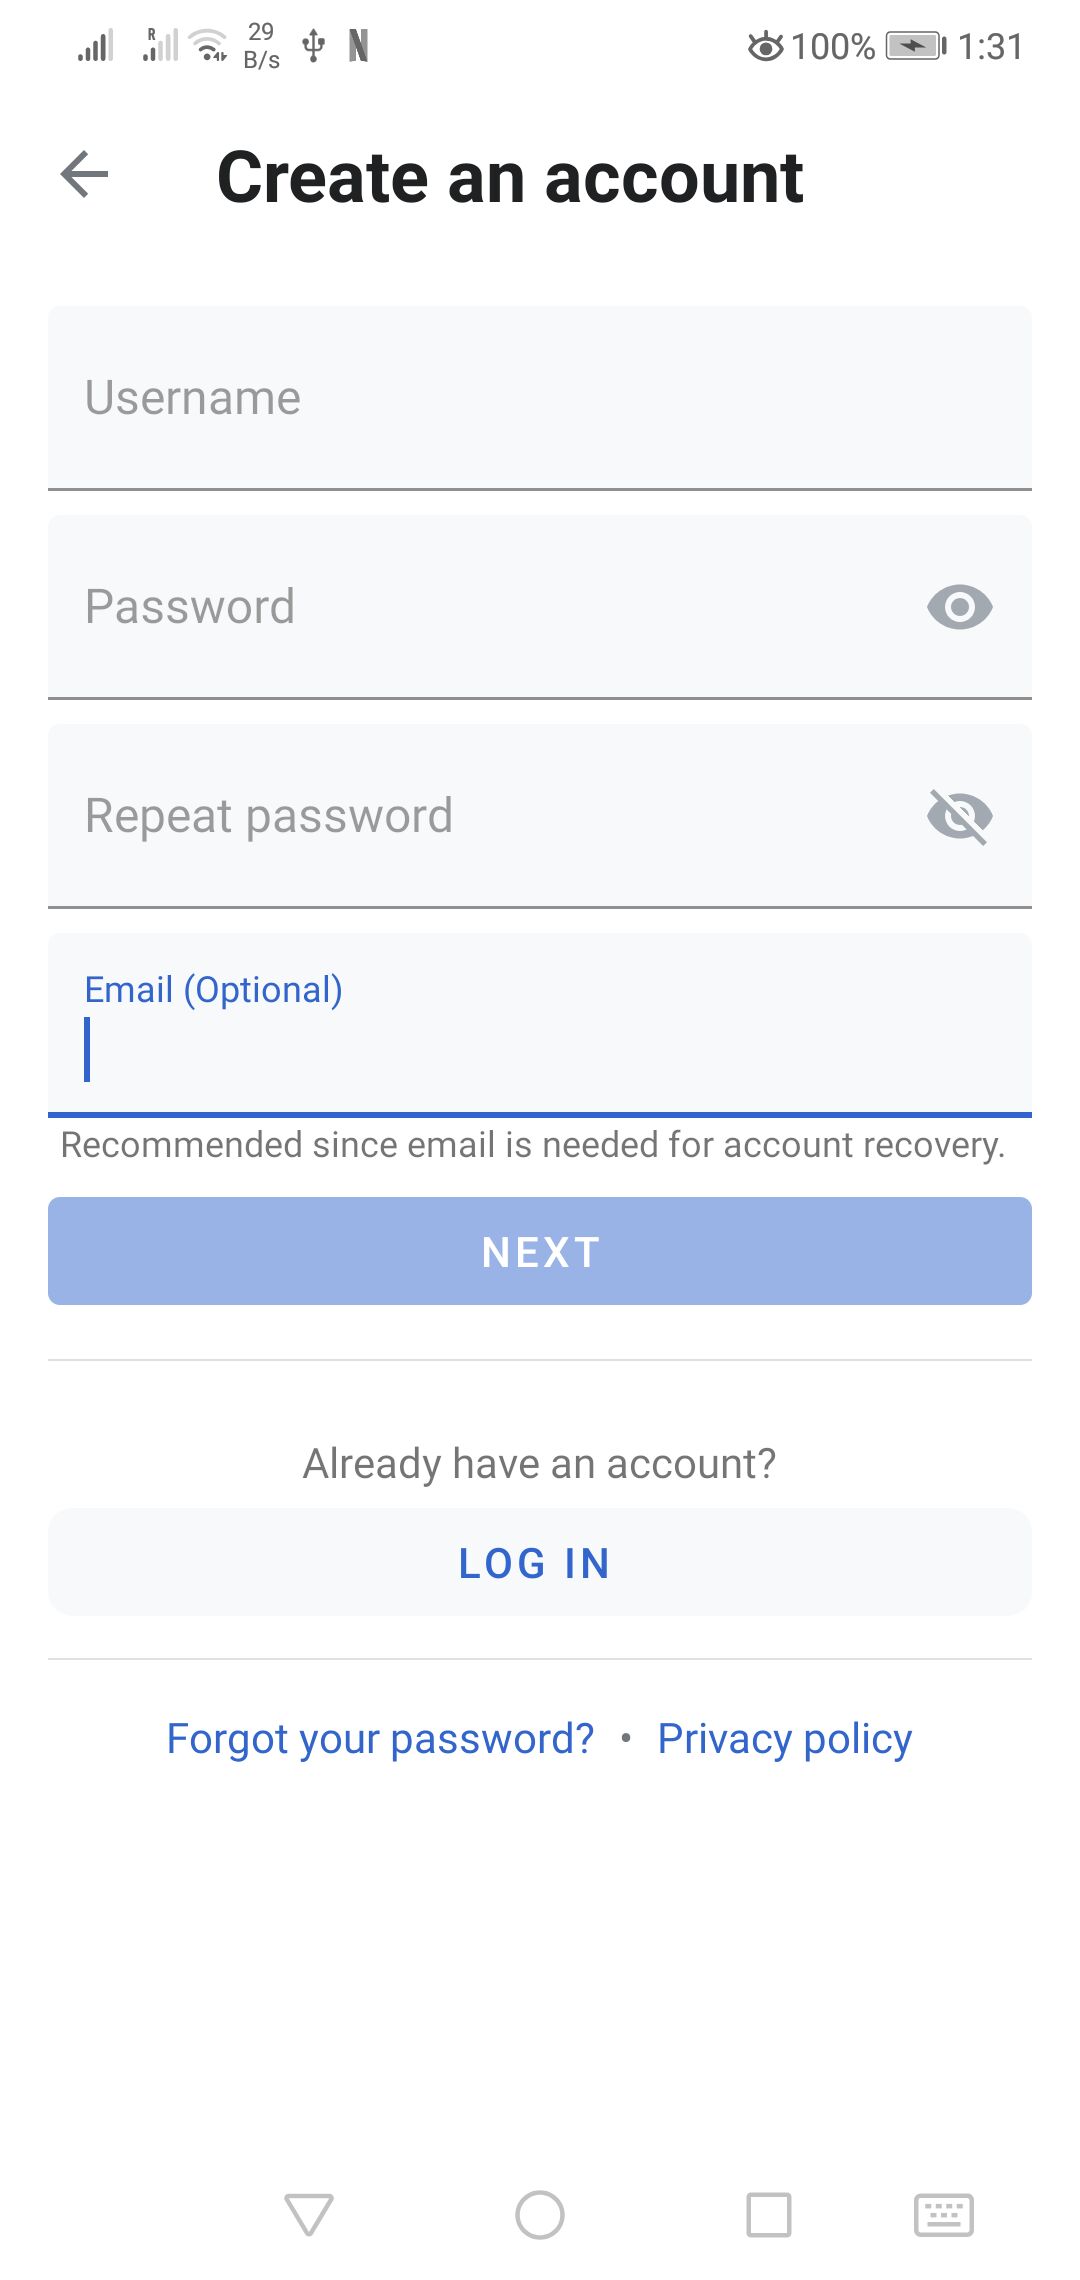 R 29 B/s N 100% 1:31
Create an account
Username
Password
Repeat password
Email (Optional)
Recommended since email is needed for account recovery.
NEXT
Already have an account?
LOG IN
Forgot your password? • Privacy policy